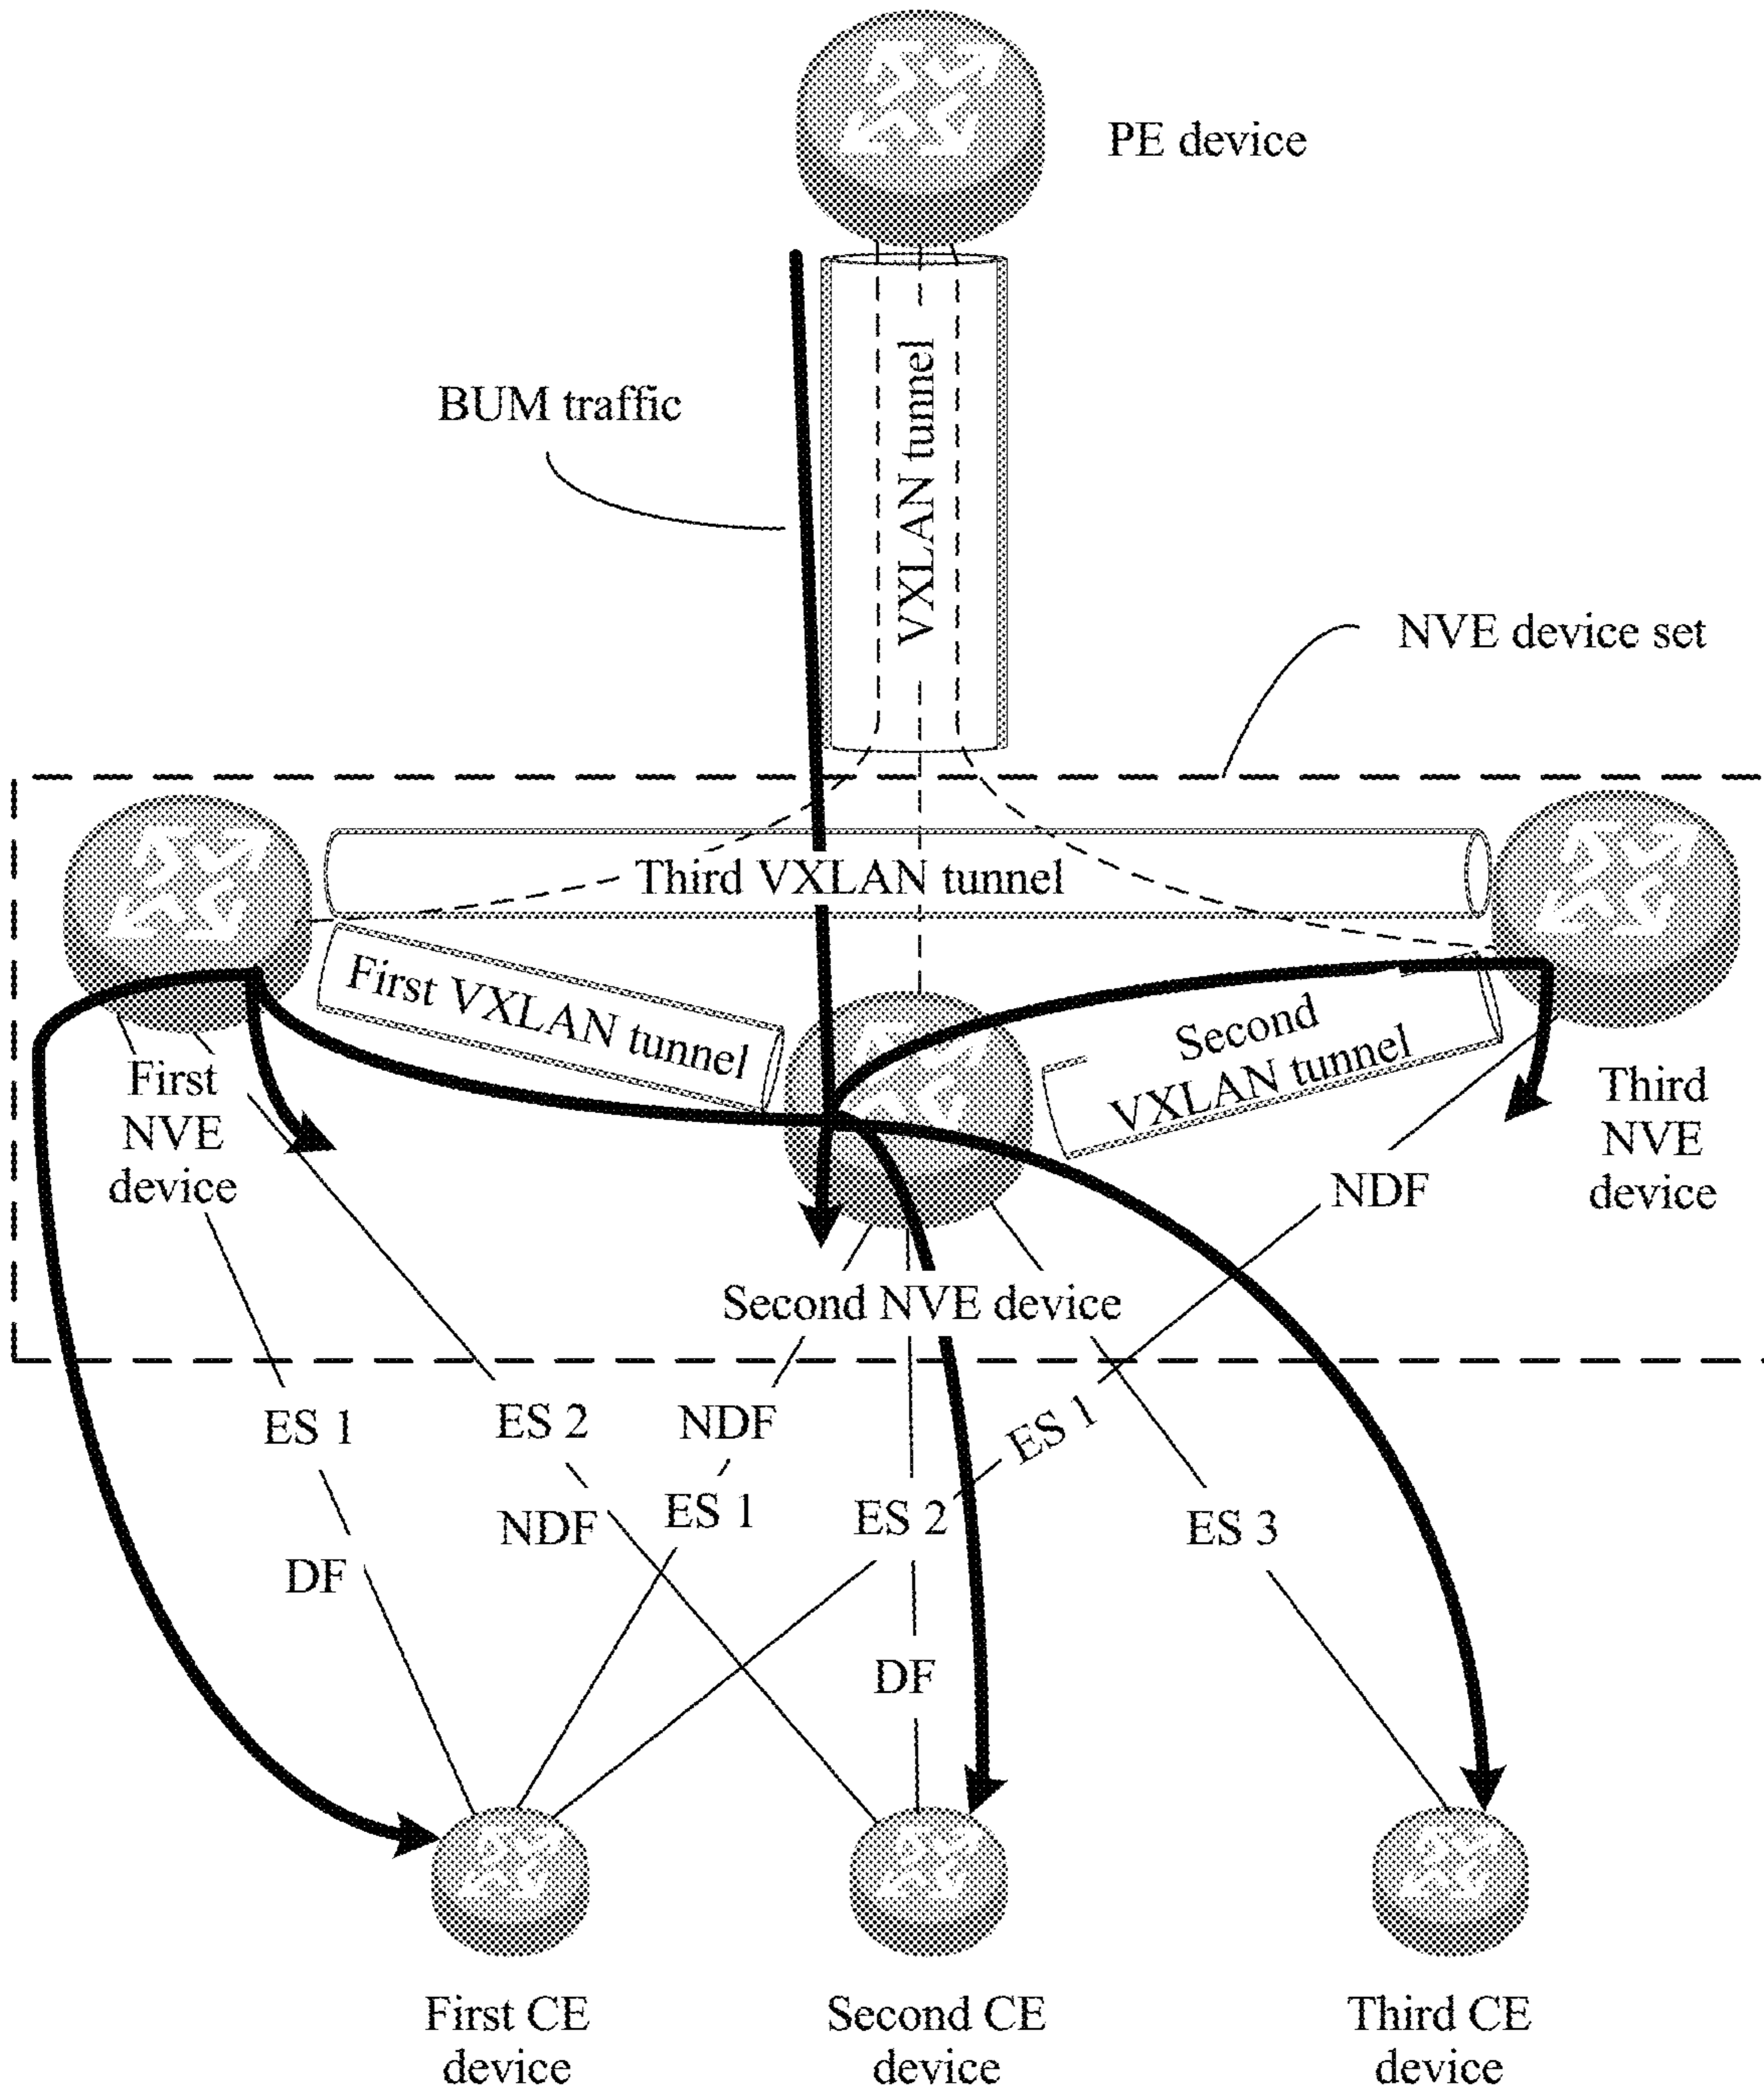 PE device
BUM traffic
VXLAN tunnel
NVE device set
Third VXLAN tunnel
First VXLAN tunnel
Second
VXLAN tunnel
First
NVE
device
Third
NVE
device
NDF
Second NVE device
ES 1
ES 2
NDF
ES 1
NDF
ES 1
ES 2
ES 3
DF
DF
First CE
device
Second CE
device
Third CE
device